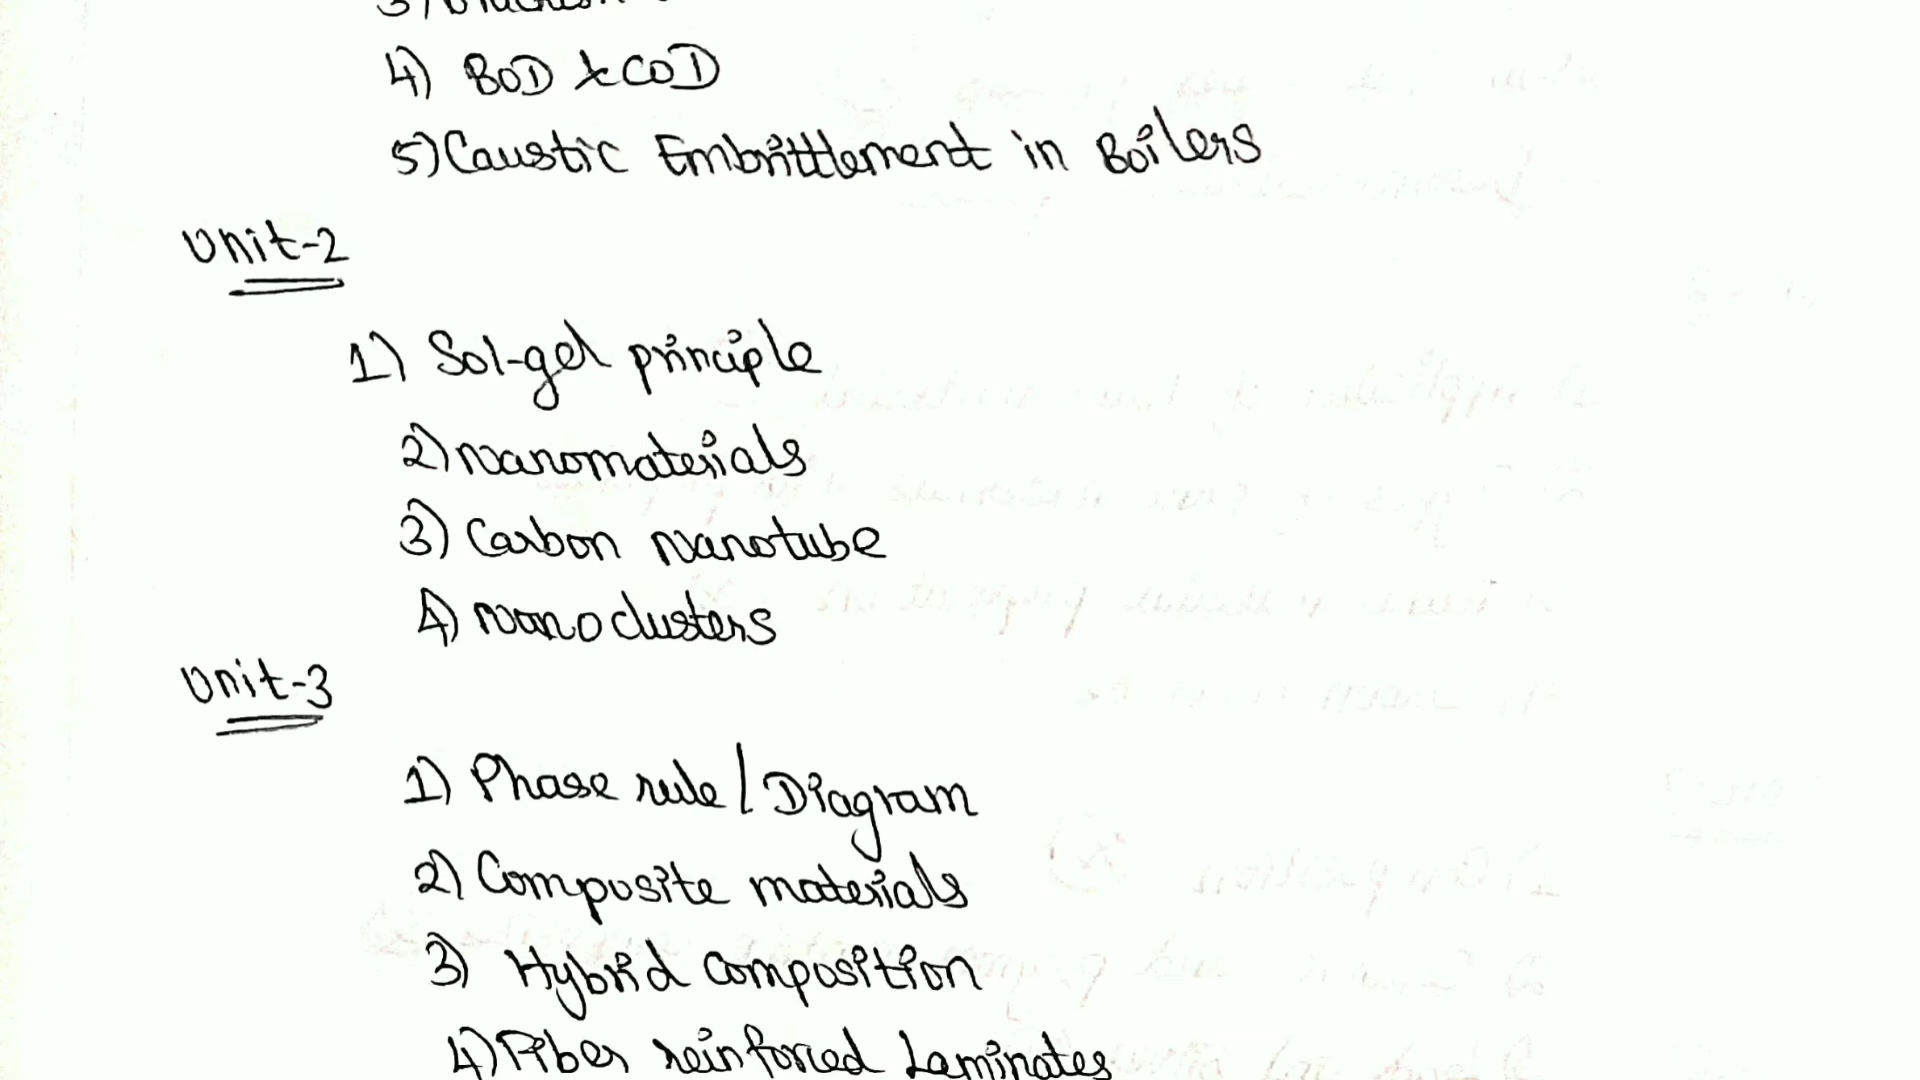 4) BOD & COD
5) Caustic Embrittlement in Boilers
Unit-2
1) Sol-gel principle
2) Nanomaterials
3) Carbon Nanotube
4) Nanoclusters
Unit-3
1) Phase rule / Diagram
2) Composite materials
3) Hybrid Composition
4) Fiber reinforced Laminates